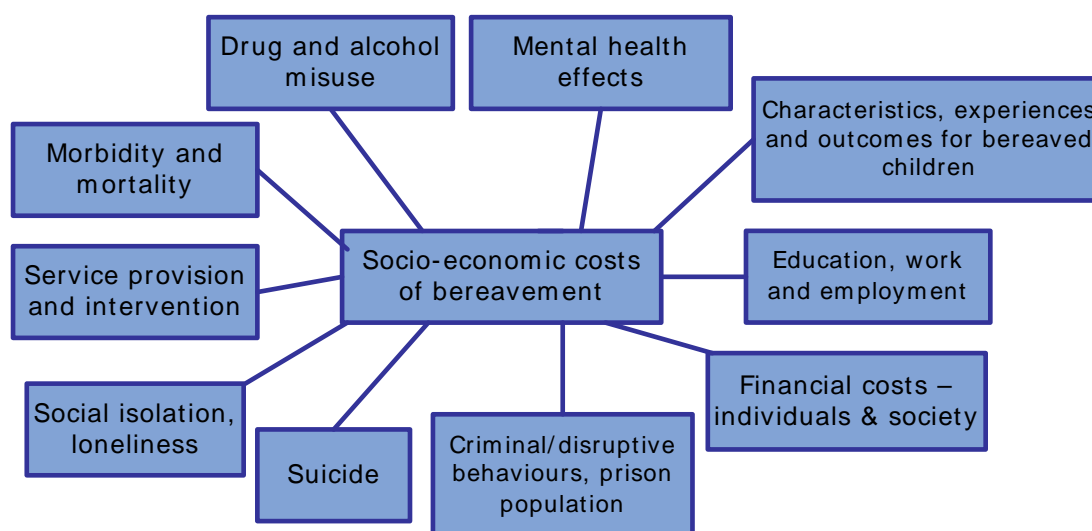 Drug and alcohol
misuse
Mental health
effects
Characteristics, experiences
and outcomes for bereaved
children
Morbidity and
mortality
Socio-economic costs
of bereavement
Service provision
and intervention
Education, work
and employment
Social isolation,
loneliness
Suicide
Criminal/disruptive
behaviours, prison
population
Financial costs –
individuals & society